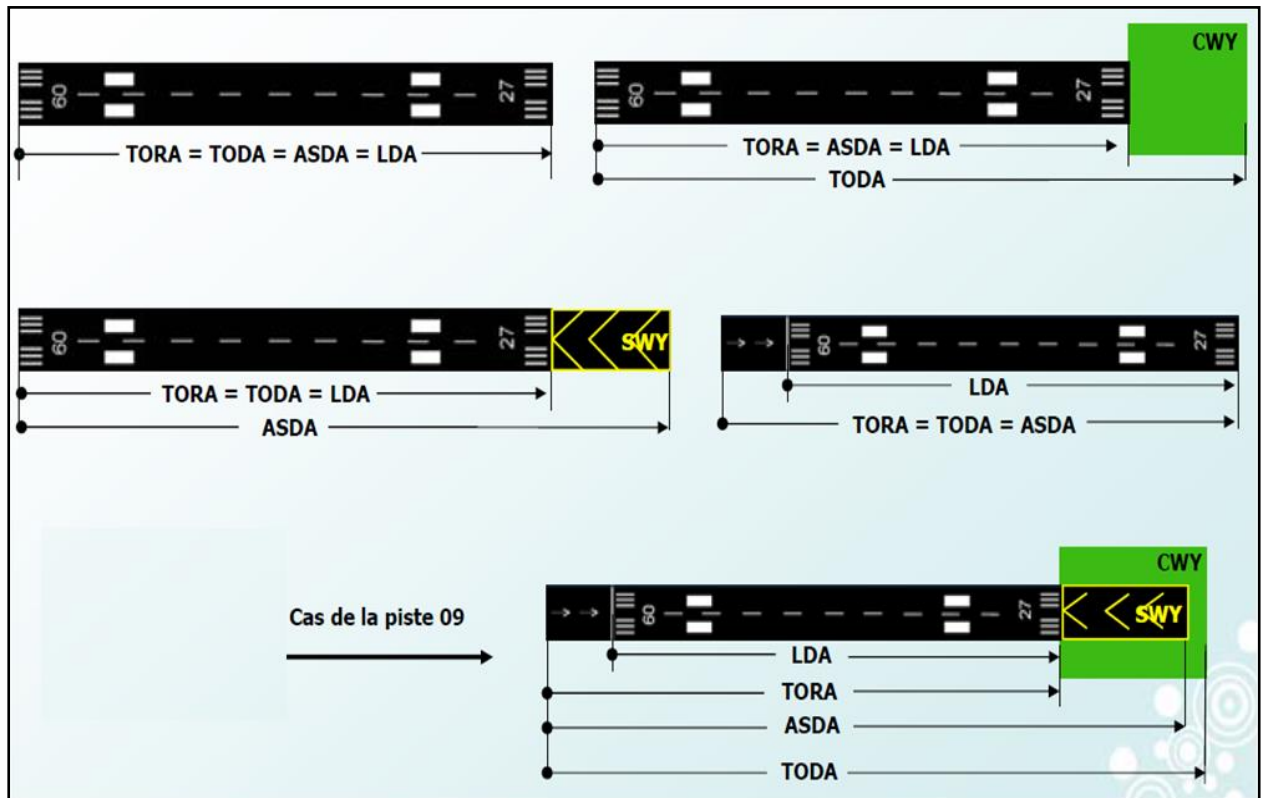 09 27
TORA = TODA = ASDA = LDA
CWY
09 27
TORA = ASDA = LDA
TODA
09 27 SWY
TORA = TODA = LDA
ASDA
09 27
LDA
TORA = TODA = ASDA
Cas de la piste 09
CWY
09 27 SWY
LDA
TORA
ASDA
TODA